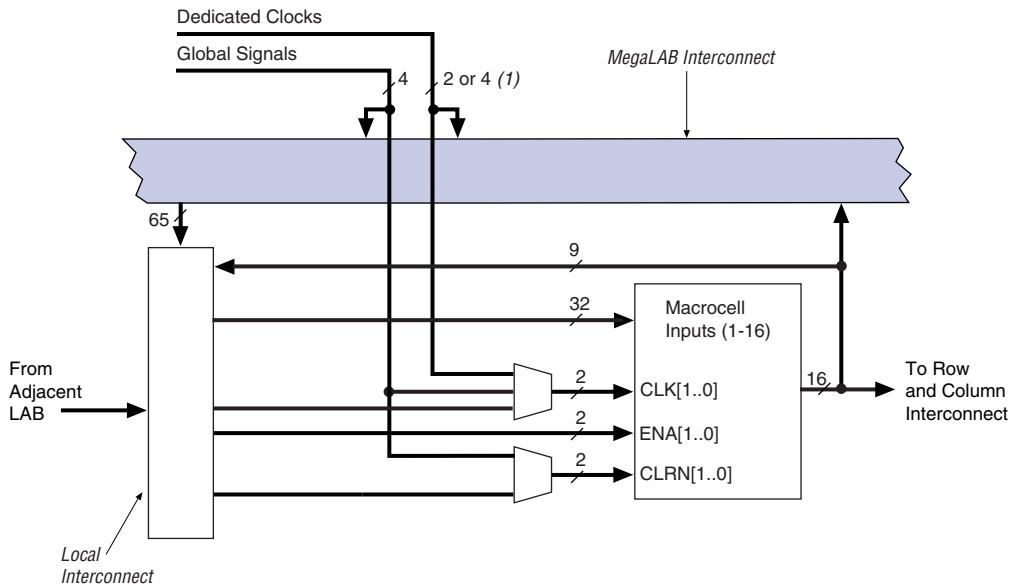 Dedicated Clocks
Global Signals
4
2 or 4 (1)
MegaLAB Interconnect
65
9
32
Macrocell
Inputs (1-16)
From
Adjacent
LAB
2
CLK[1..0]
16
To Row
and Column
Interconnect
2
ENA[1..0]
2
CLRN[1..0]
Local
Interconnect